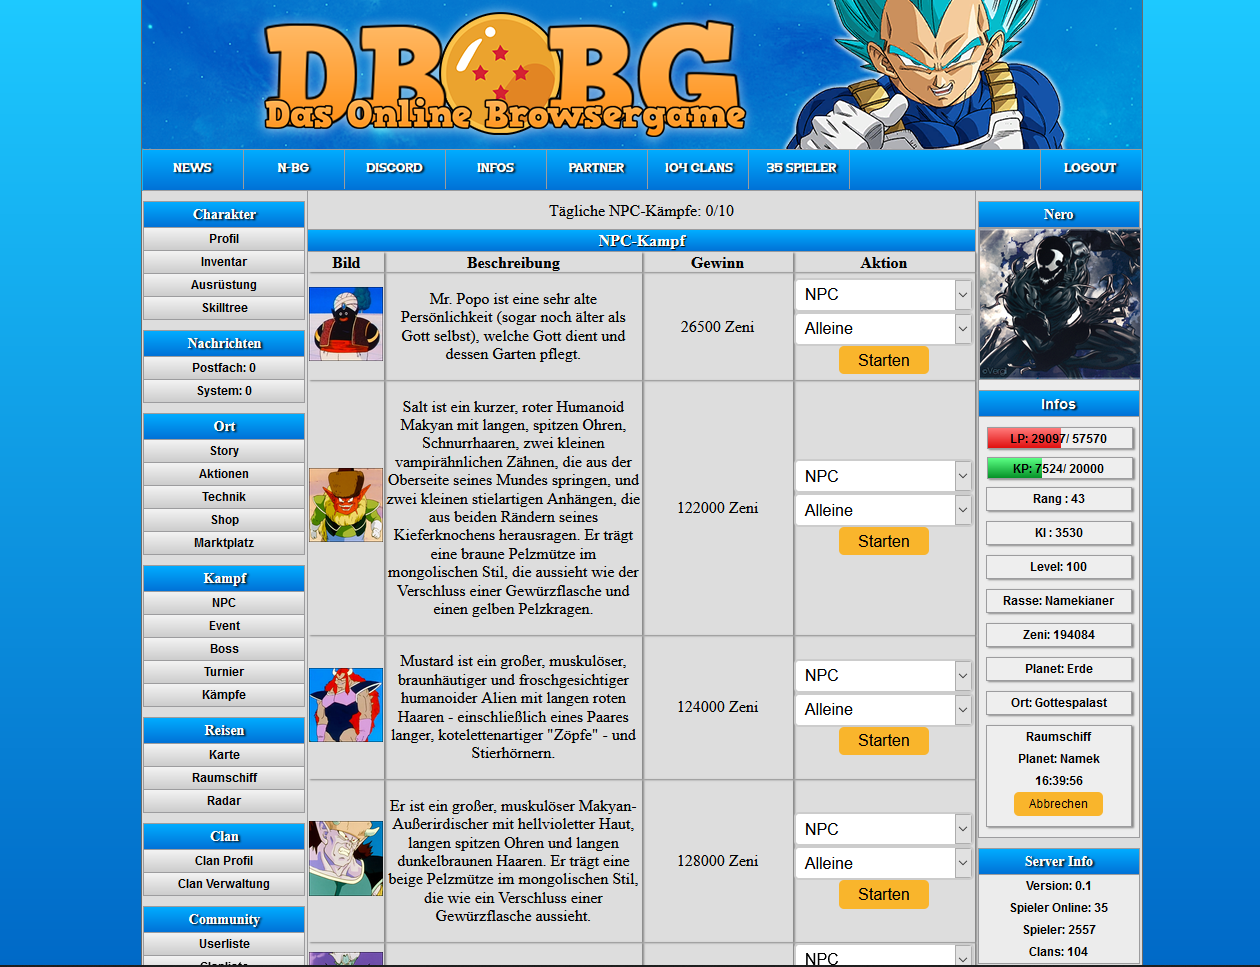 DBBG
Das Online Browsergame
NEWS
N-BG
DISCORD
INFOS
PARTNER
104 CLANS
35 SPIELER
LOGOUT
Charakter
Profil
Inventar
Ausrüstung
Skilltree
Nachrichten
Postfach: 0
System: 0
Ort
Story
Aktionen
Technik
Shop
Marktplatz
Kampf
NPC
Event
Boss
Turnier
Kämpfe
Reisen
Karte
Raumschiff
Radar
Clan
Clan Profil
Clan Verwaltung
Community
Userliste
Clanliste
Tägliche NPC-Kämpfe: 0/10
NPC-Kampf
Bild
Beschreibung
Gewinn
Aktion
Mr. Popo ist eine sehr alte
Persönlichkeit (sogar noch älter als
Gott selbst), welche Gott dient und
dessen Garten pflegt.
26500 Zeni
NPC
Alleine
Starten
Salt ist ein kurzer, roter Humanoid
Makyan mit langen, spitzen Ohren,
Schnurrhaaren, zwei kleinen
vampirähnlichen Zähnen, die aus der
Oberseite seines Mundes springen, und
zwei kleinen stielartigen Anhängen, die
aus beiden Rändern seines
Kieferknochens herausragen. Er trägt
eine braune Pelzmütze im
mongolischen Stil, die aussieht wie der
Verschluss einer Gewürzflasche und
einen gelben Pelzkragen.
122000 Zeni
NPC
Alleine
Starten
Mustard ist ein großer, muskulöser,
braunhäutiger und froschgesichtiger
humanoider Alien mit langen roten
Haaren - einschließlich eines Paares
langer, kotelettenartiger "Zöpfe" - und
Stierhörnern.
124000 Zeni
NPC
Alleine
Starten
Er ist ein großer, muskulöser Makyan-
Außerirdischer mit hellvioletter Haut,
langen spitzen Ohren und langen
dunkelbraunen Haaren. Er trägt eine
beige Pelzmütze im mongolischen Stil,
die wie ein Verschluss einer
Gewürzflasche aussieht.
128000 Zeni
NPC
Alleine
Starten
NPC
Nero
Infos
LP: 29097/ 57570
KP: 7524/ 20000
Rang : 43
KI : 3530
Level: 100
Rasse: Namekianer
Zeni: 194084
Planet: Erde
Ort: Gottespalast
Raumschiff
Planet: Namek
16:39:56
Abbrechen
Server Info
Version: 0.1
Spieler Online: 35
Spieler: 2557
Clans: 104